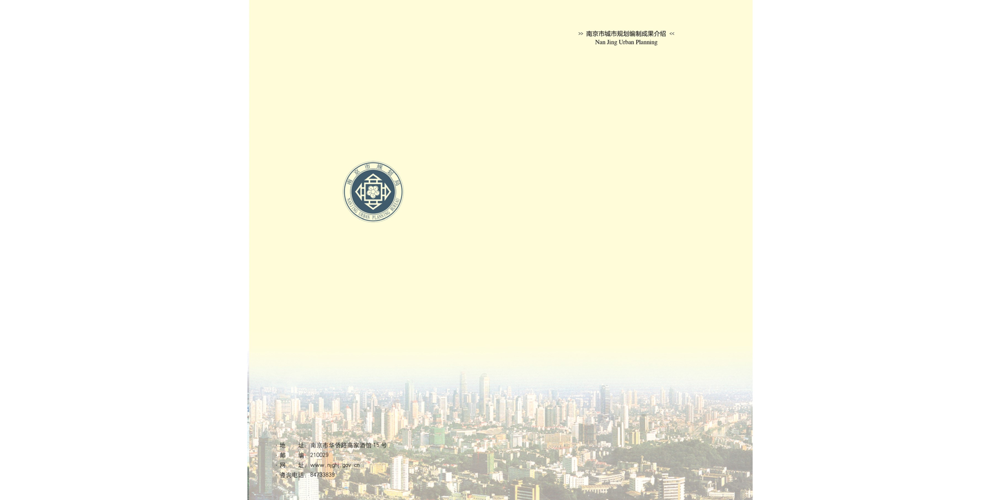 >> 南京市城市规划编制成果介绍 <<
Nan Jing Urban Planning
南京市规划局
NANJING URBAN PLANNING BUREAU
·地　　址：南京市华侨路高家酒馆 15 号
·邮　　编：210029
·网　　址：www.njghj.gov.cn
·咨询电话：84733839